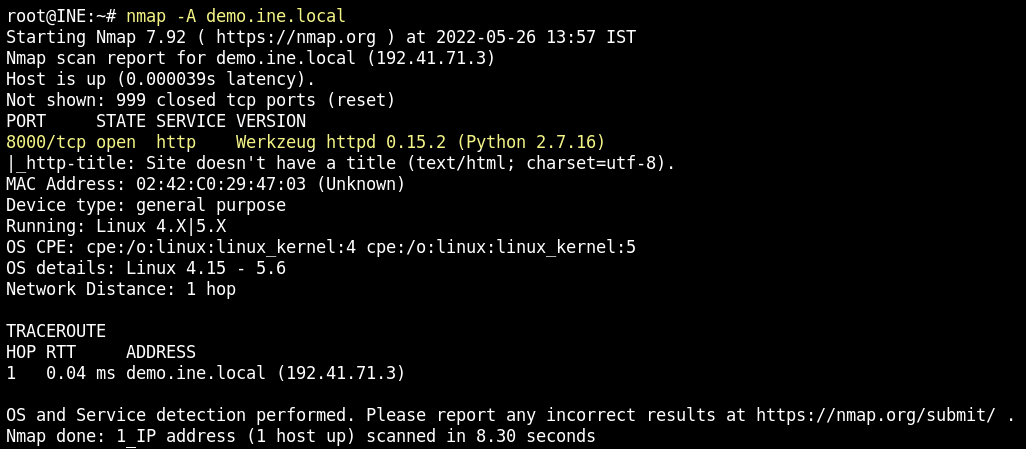 root@INE:~# nmap -A demo.ine.local
Starting Nmap 7.92 ( https://nmap.org ) at 2022-05-26 13:57 IST
Nmap scan report for demo.ine.local (192.41.71.3)
Host is up (0.000039s latency).
Not shown: 999 closed tcp ports (reset)
PORT     STATE SERVICE VERSION
8000/tcp open  http    Werkzeug httpd 0.15.2 (Python 2.7.16)
|_http-title: Site doesn't have a title (text/html; charset=utf-8).
MAC Address: 02:42:C0:29:47:03 (Unknown)
Device type: general purpose
Running: Linux 4.X|5.X
OS CPE: cpe:/o:linux:linux_kernel:4 cpe:/o:linux:linux_kernel:5
OS details: Linux 4.15 - 5.6
Network Distance: 1 hop

TRACEROUTE
HOP RTT     ADDRESS
1   0.04 ms demo.ine.local (192.41.71.3)

OS and Service detection performed. Please report any incorrect results at https://nmap.org/submit/ .
Nmap done: 1_IP address (1 host up) scanned in 8.30 seconds